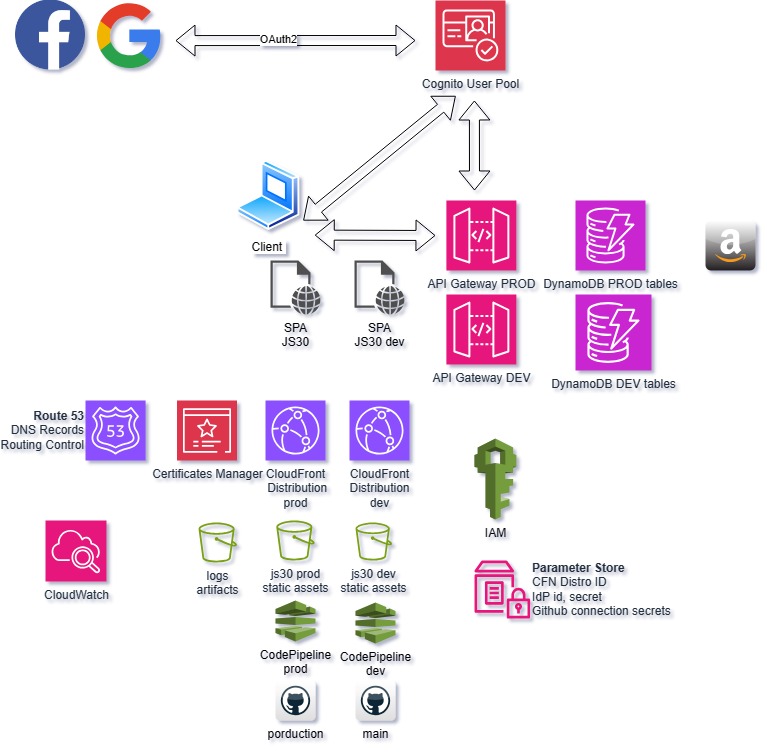 OAuth2
Cognito User Pool
Client
API Gateway PROD
DynamoDB PROD tables
a
SPA
JS30
SPA
JS30 dev
API Gateway DEV
DynamoDB DEV tables
Route 53
DNS Records
Routing Control
53
Certificates Manager
CloudFront
Distribution
prod
CloudFront
Distribution
dev
IAM
CloudWatch
logs
artifacts
js30 prod
static assets
js30 dev
static assets
Parameter Store
CFN Distro ID
IdP id, secret
Github connection secrets
CodePipeline
prod
CodePipeline
dev
porduction
main